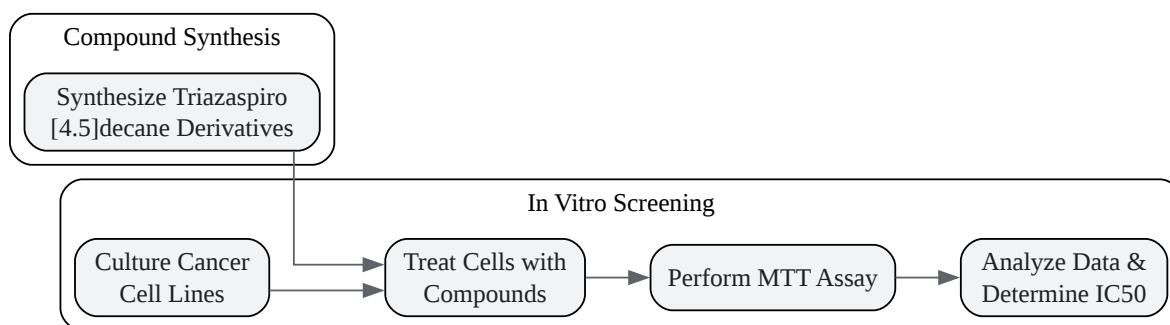 Compound Synthesis
Synthesize Triazaspiro
[4.5]decane Derivatives
In Vitro Screening
Culture Cancer
Cell Lines
Treat Cells with
Compounds
Perform MTT Assay
Analyze Data &
Determine IC50